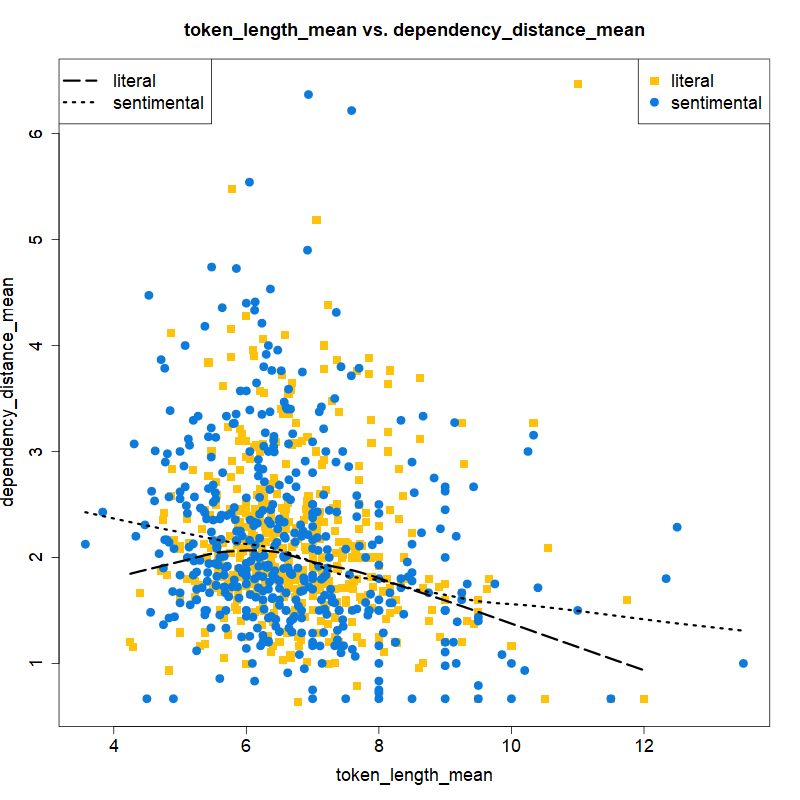 token_length_mean vs. dependency_distance_mean
literal
sentimental
literal
sentimental
dependency_distance_mean
6
5
4
3
2
1
4
6
8
10
12
token_length_mean